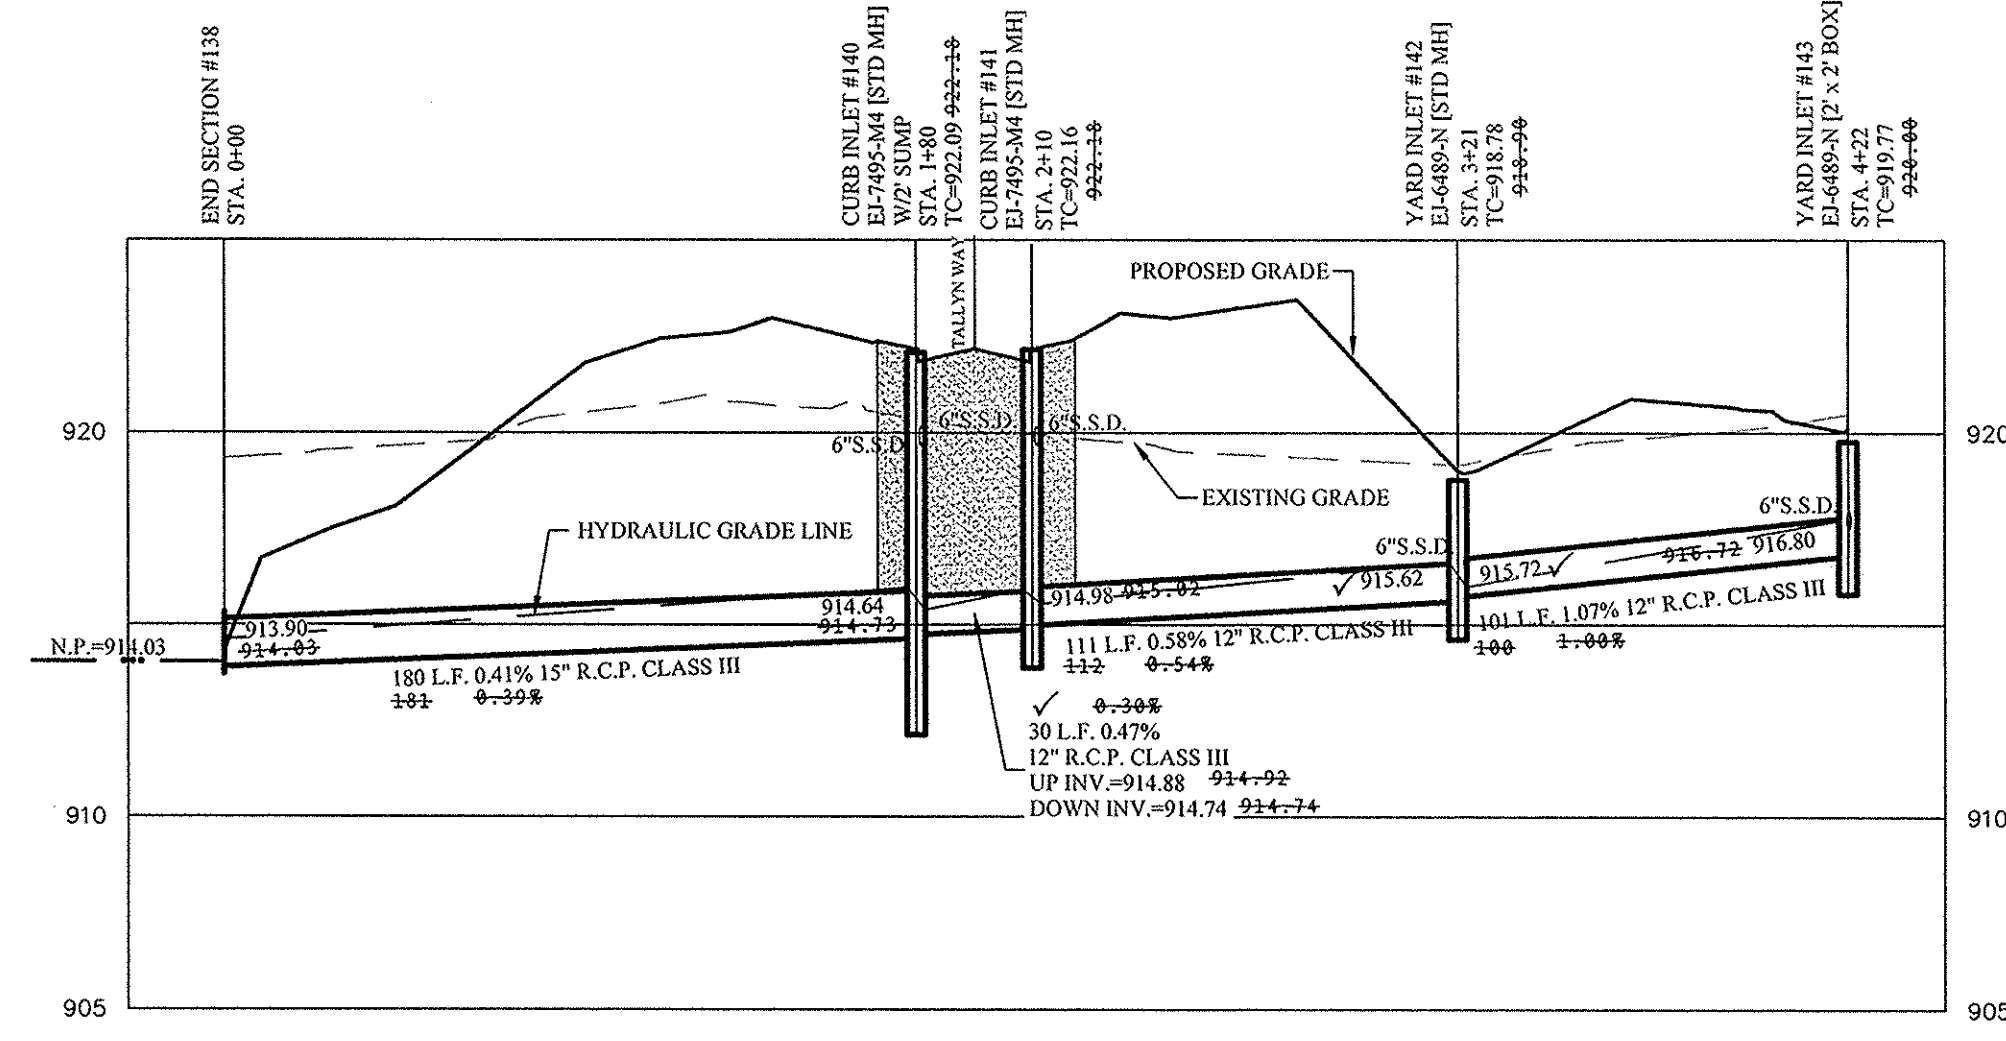 END SECTION #138
STA. 0+00
CURB INLET #140
EJ-7495-M4 [STD MH]
W/2' SUMP
STA. 1+80
TC=922.09 922.18
CURB INLET #141
EJ-7495-M4 [STD MH]
STA. 2+10
TC=922.16
922.18
YARD INLET #142
EJ-6489-N [STD MH]
STA. 3+21
TC=918.78
918.90
YARD INLET #143
EJ-6489-N [2' x 2' BOX]
STA. 4+22
TC=919.77
920.00
TALLYN WAY
PROPOSED GRADE
920
6"S.S.D.
6"S.S.D.
6"S.S.D.
920
EXISTING GRADE
HYDRAULIC GRADE LINE
6"S.S.D.
6"S.S.D.
916.72 916.80
915.72 ✓
✓ 915.62
914.98 915.02
914.64
914.73
913.90
914.03
N.P.=914.03
180 L.F. 0.41% 15" R.C.P. CLASS III
181 0.39%
111 L.F. 0.58% 12" R.C.P. CLASS III
112 0.54%
101 L.F. 1.07% 12" R.C.P. CLASS III
100 1.00%
✓ 0.30%
30 L.F. 0.47%
12" R.C.P. CLASS III
UP INV.=914.88 914.92
DOWN INV.=914.74 914.74
910
910
905
905